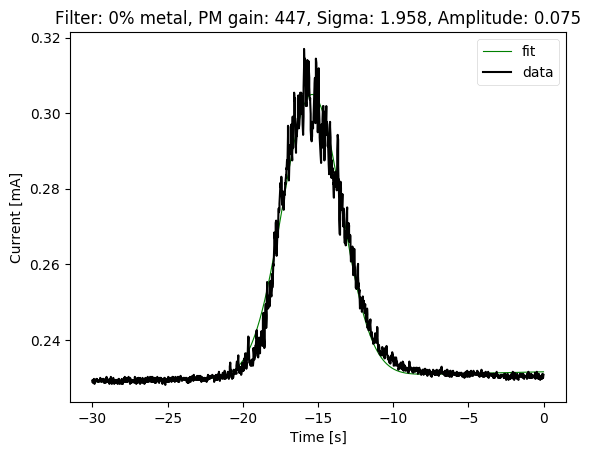 Filter: 0% metal, PM gain: 447, Sigma: 1.958, Amplitude: 0.075
fit
data
0.32
0.30
0.28
0.26
0.24
Current [mA]
−30
−25
−20
−15
−10
−5
0
Time [s]